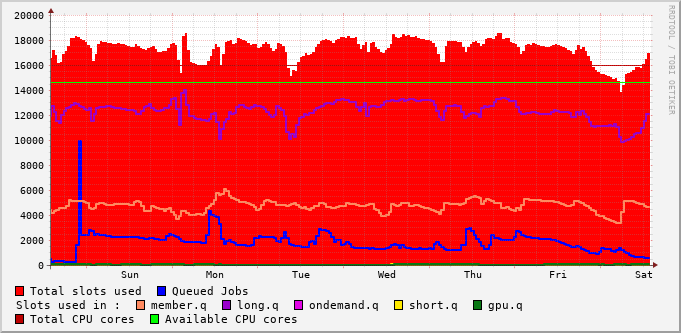 20000
18000
16000
14000
12000
10000
8000
6000
4000
2000
0
Sun Mon Tue Wed Thu Fri Sat
Total slots used Queued Jobs
Slots used in : member.q long.q ondemand.q short.q gpu.q
Total CPU cores Available CPU cores
RRDTOOL / TOBI OETIKER